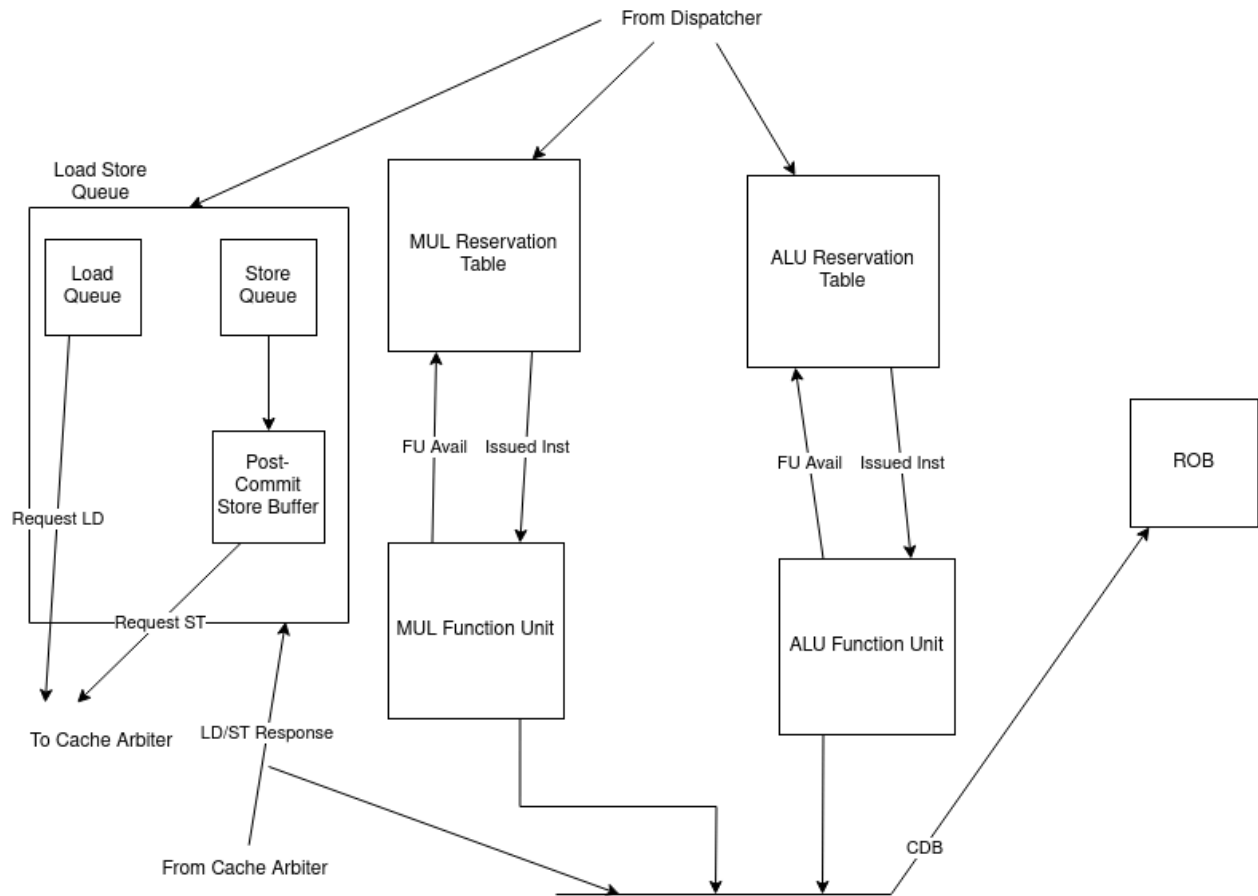 From Dispatcher
Load Store
Queue
Load
Queue
Store
Queue
MUL Reservation
Table
ALU Reservation
Table
FU Avail
Issued Inst
FU Avail
Issued Inst
ROB
Post-
Commit
Store Buffer
Request LD
Request ST
MUL Function Unit
ALU Function Unit
To Cache Arbiter
LD/ST Response
From Cache Arbiter
CDB